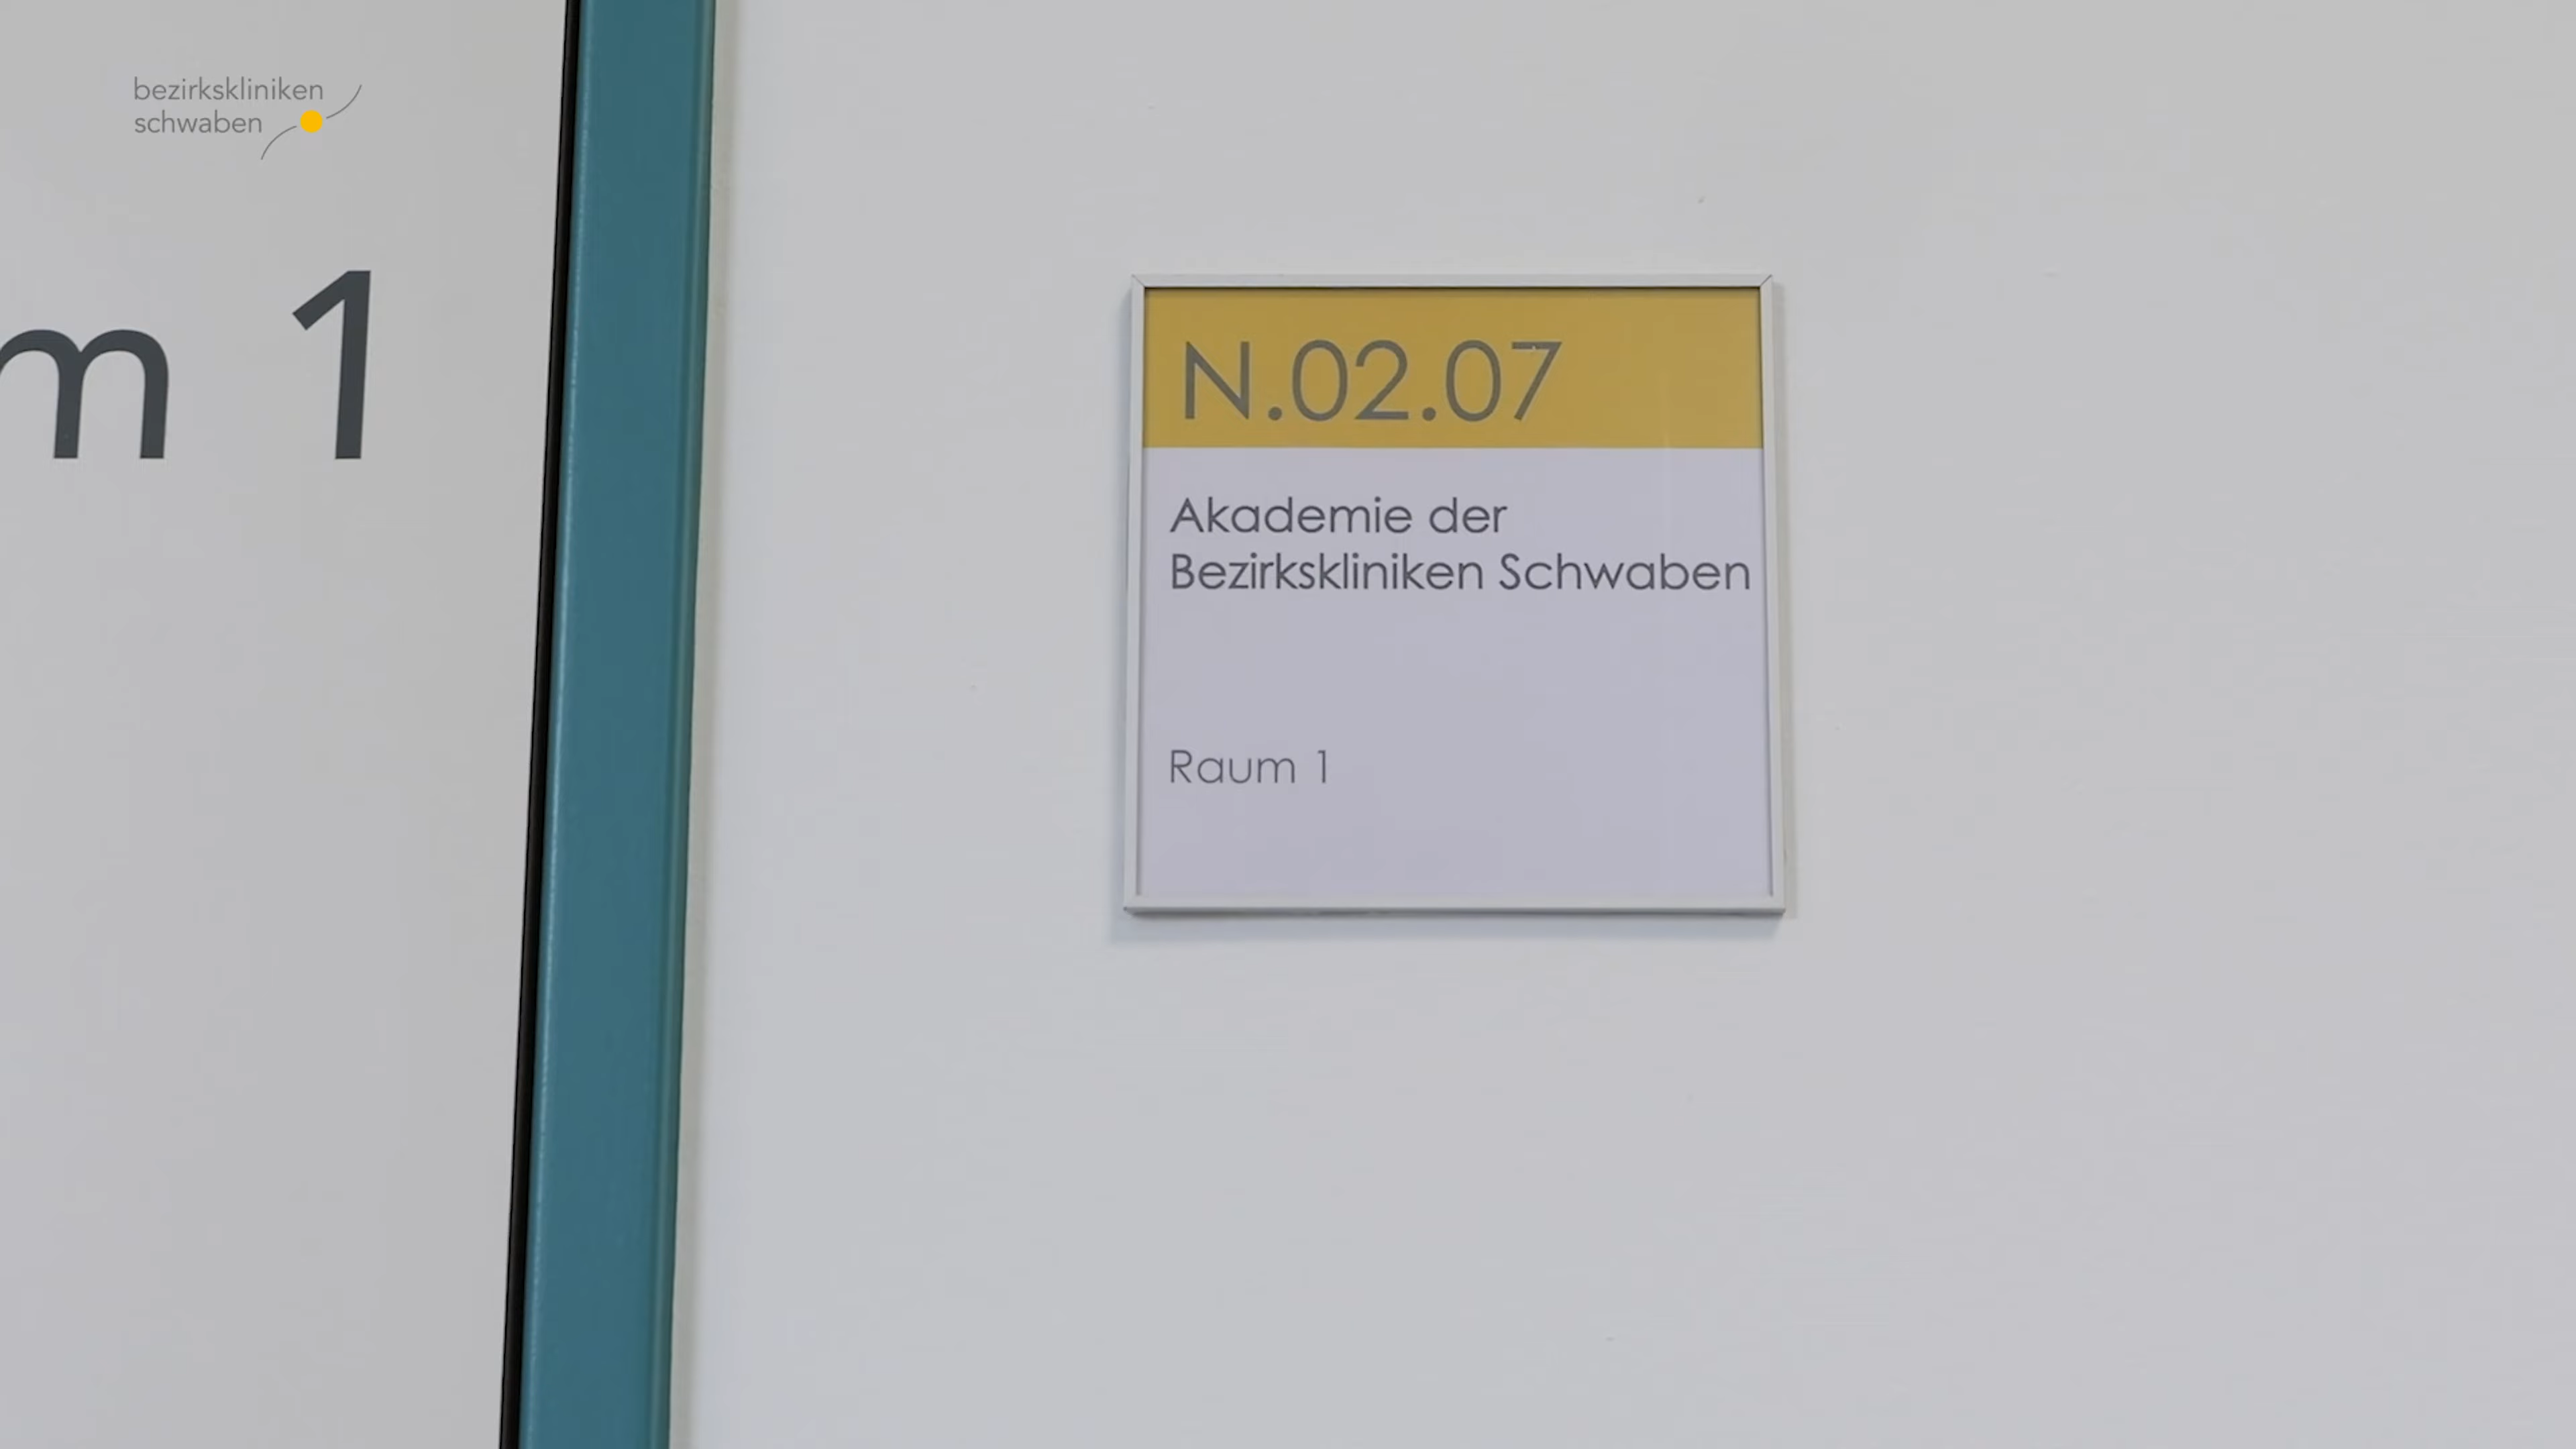 bezirkskliniken
schwaben
m 1
N.02.07
Akademie der
Bezirkskliniken Schwaben
Raum 1